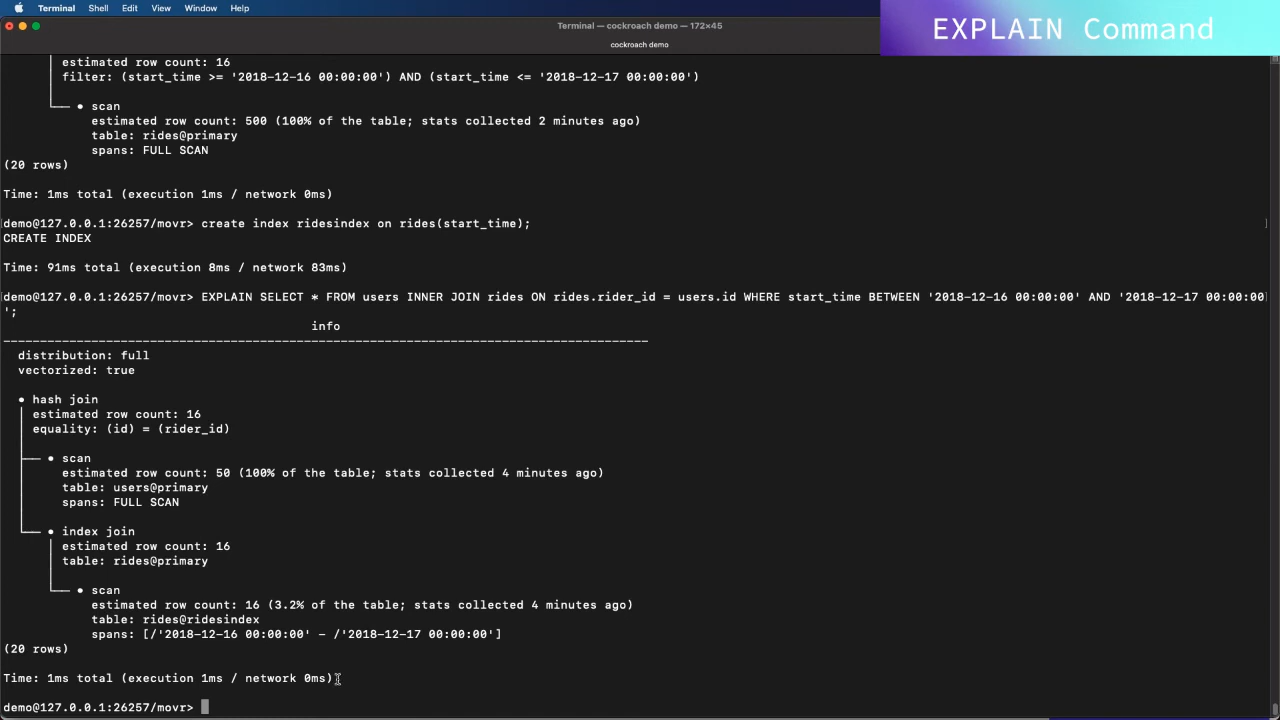 Terminal Shell Edit View Window Help
Terminal — cockroach demo — 172×45
cockroach demo
EXPLAIN Command
estimated row count: 16
filter: (start_time >= '2018-12-16 00:00:00') AND (start_time <= '2018-12-17 00:00:00')
• scan
estimated row count: 500 (100% of the table; stats collected 2 minutes ago)
table: rides@primary
spans: FULL SCAN
(20 rows)
Time: 1ms total (execution 1ms / network 0ms)
[demo@127.0.0.1:26257/movr> create index ridesindex on rides(start_time); ]
CREATE INDEX
Time: 91ms total (execution 8ms / network 83ms)
[demo@127.0.0.1:26257/movr> EXPLAIN SELECT * FROM users INNER JOIN rides ON rides.rider_id = users.id WHERE start_time BETWEEN '2018-12-16 00:00:00' AND '2018-12-17 00:00:00
';
info
distribution: full
vectorized: true
• hash join
estimated row count: 16
equality: (id) = (rider_id)
• scan
estimated row count: 50 (100% of the table; stats collected 4 minutes ago)
table: users@primary
spans: FULL SCAN
• index join
estimated row count: 16
table: rides@primary
• scan
estimated row count: 16 (3.2% of the table; stats collected 4 minutes ago)
table: rides@ridesindex
spans: [/'2018-12-16 00:00:00' - /'2018-12-17 00:00:00']
(20 rows)
Time: 1ms total (execution 1ms / network 0ms)
demo@127.0.0.1:26257/movr>